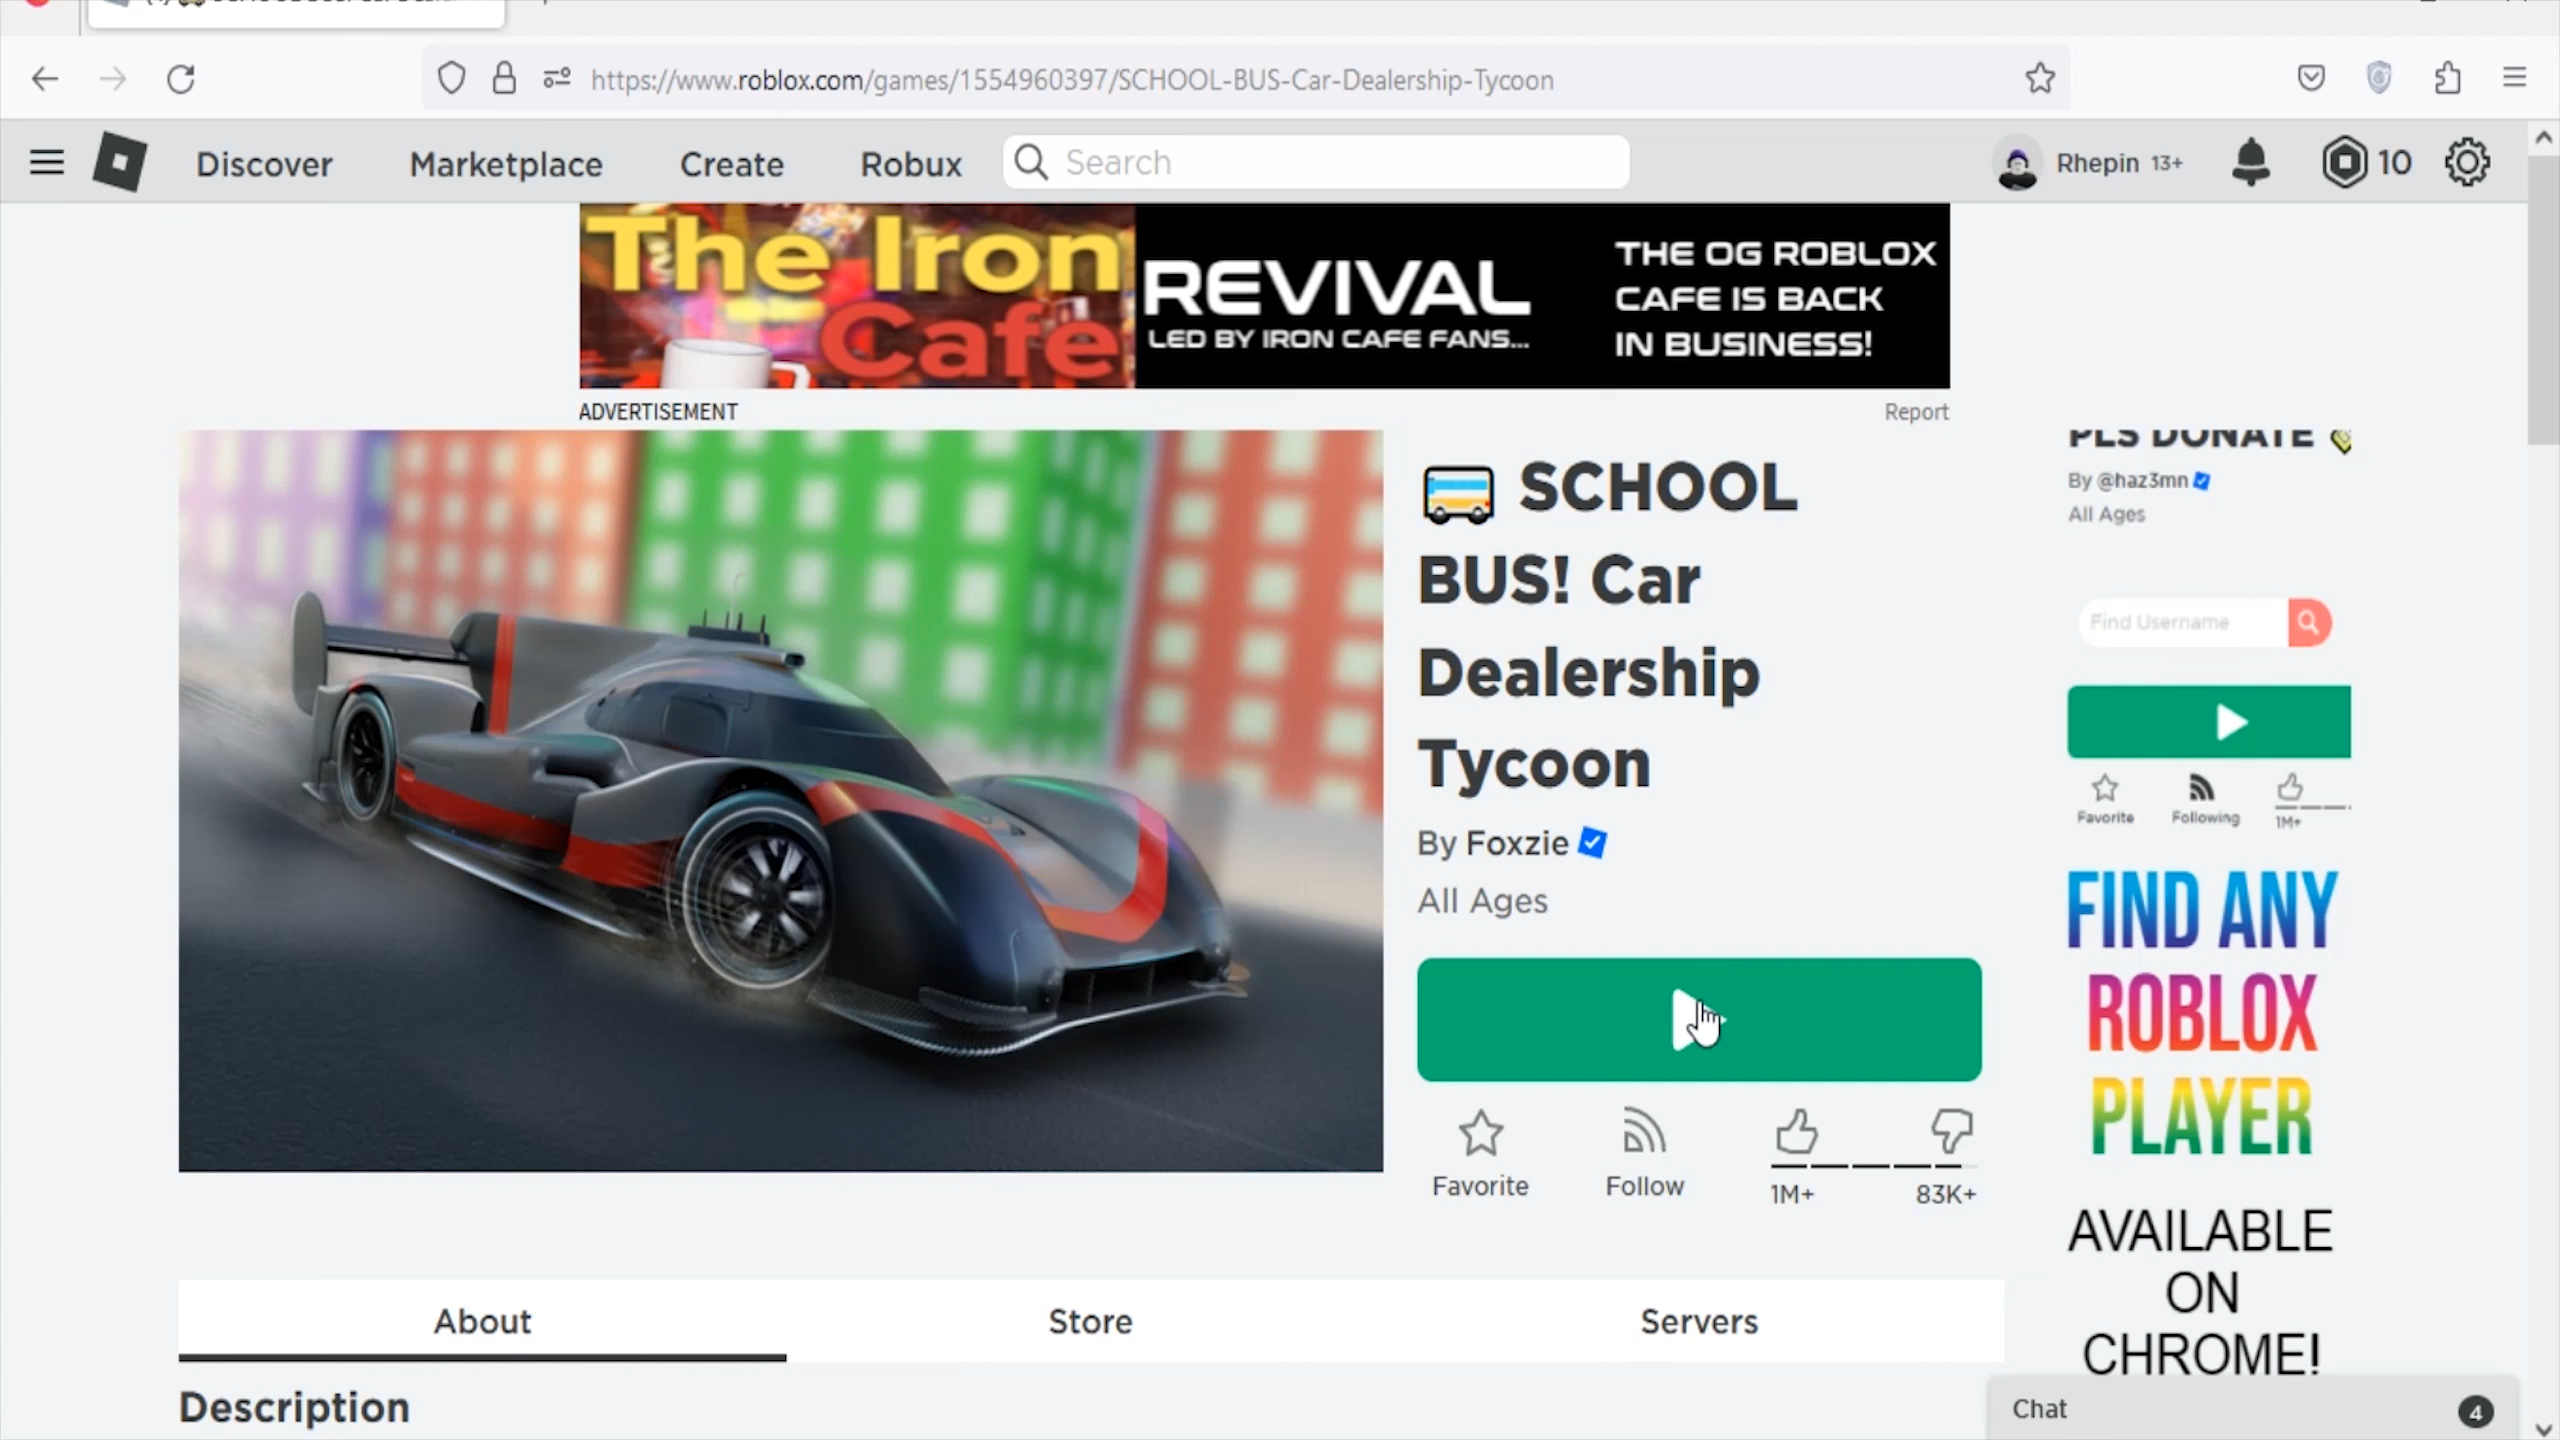 https://www.roblox.com/games/1554960397/SCHOOL-BUS-Car-Dealership-Tycoon
Discover
Marketplace
Create
Robux
Search
Rhepin 13+
10
The Iron
Cafe
REVIVAL
LED BY IRON CAFE FANS...
THE OG ROBLOX
CAFE IS BACK
IN BUSINESS!
ADVERTISEMENT
Report
SCHOOL
BUS! Car
Dealership
Tycoon
By Foxzie
All Ages
Favorite
Follow
1M+
83K+
PLS DONATE
By @haz3mn
All Ages
Find Username
Favorite
Following
1M+
FIND ANY
ROBLOX
PLAYER
AVAILABLE
ON
CHROME!
About
Store
Servers
Description
Chat
4